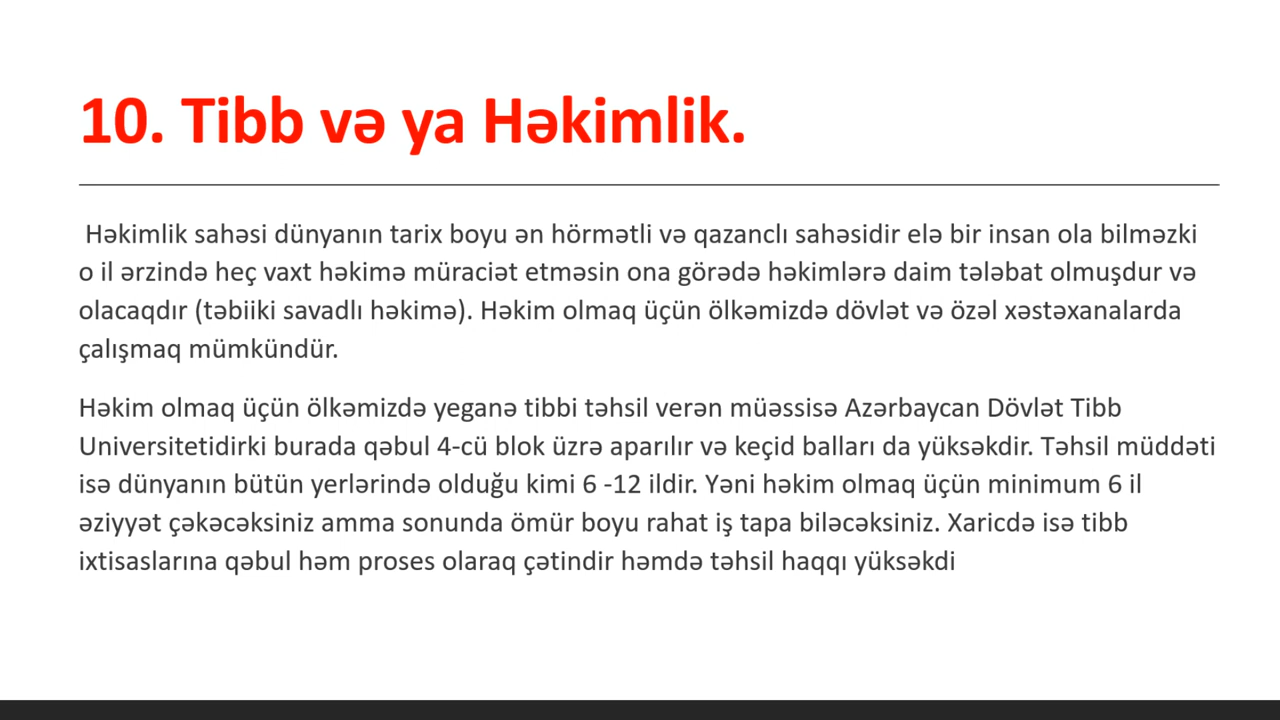 10. Tibb və ya Həkimlik.
Həkimlik sahəsi dünyanın tarix boyu ən hörmətli və qazanclı sahəsidir elə bir insan ola bilməzki
o il ərzində heç vaxt həkimə müraciət etməsin ona görədə həkimlərə daim tələbat olmuşdur və
olacaqdır (təbiiki savadlı həkimə). Həkim olmaq üçün ölkəmizdə dövlət və özəl xəstəxanalarda
çalışmaq mümkündür.
Həkim olmaq üçün ölkəmizdə yeganə tibbi təhsil verən müəssisə Azərbaycan Dövlət Tibb
Universitetidirki burada qəbul 4-cü blok üzrə aparılır və keçid balları da yüksəkdir. Təhsil müddəti
isə dünyanın bütün yerlərində olduğu kimi 6 -12 ildir. Yəni həkim olmaq üçün minimum 6 il
əziyyət çəkəcəksiniz amma sonunda ömür boyu rahat iş tapa biləcəksiniz. Xaricdə isə tibb
ixtisaslarına qəbul həm proses olaraq çətindir həmdə təhsil haqqı yüksəkdi